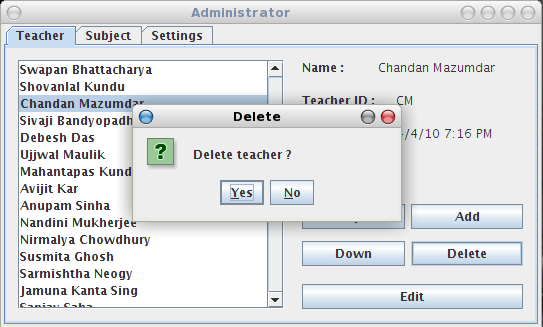 Administrator
Teacher Subject Settings
Swapan Bhattacharya
Shovanlal Kundu
Chandan Mazumdar
Sivaji Bandyopadh
Debesh Das
Ujjwal Maulik
Mahantapas Kund
Avijit Kar
Anupam Sinha
Nandini Mukherjee
Nirmalya Chowdhury
Susmita Ghosh
Sarmishtha Neogy
Jamuna Kanta Sing
Sanjay Saha
Name : Chandan Mazumdar
Teacher ID : CM
/4/10 7:16 PM
Delete
Delete teacher ?
Yes No
Add
Down Delete
Edit